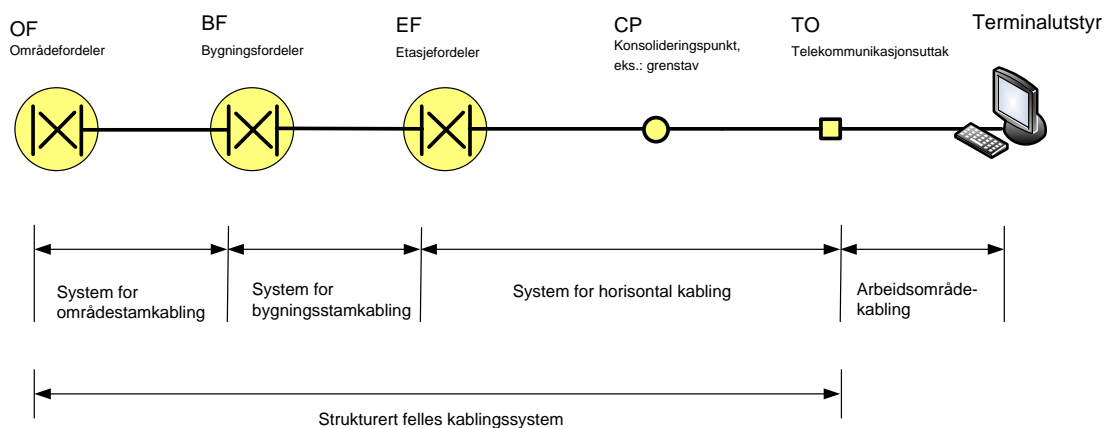 OF
Områdefordeler
BF
Bygningsfordeler
EF
Etasjefordeler
CP
Konsolideringspunkt,
eks.: grenstav
TO
Telekommunikasjonsuttak
Terminalutstyr
System for
områdestamkabling
System for
bygningsstamkabling
System for horisontal kabling
Arbeidsområde-
kabling
Strukturert felles kablingssystem